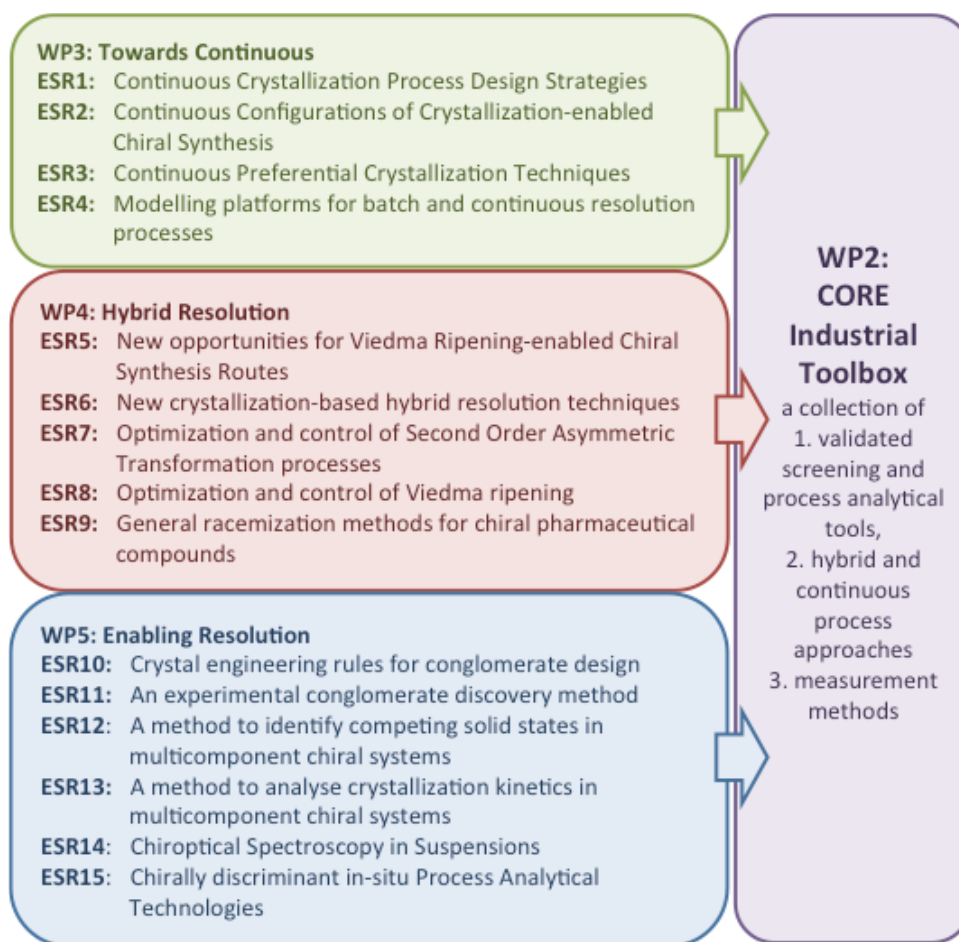 WP3: Towards Continuous
ESR1: Continuous Crystallization Process Design Strategies
ESR2: Continuous Configurations of Crystallization-enabled
Chiral Synthesis
ESR3: Continuous Preferential Crystallization Techniques
ESR4: Modelling platforms for batch and continuous resolution
processes
WP4: Hybrid Resolution
ESR5: New opportunities for Viedma Ripening-enabled Chiral
Synthesis Routes
ESR6: New crystallization-based hybrid resolution techniques
ESR7: Optimization and control of Second Order Asymmetric
Transformation processes
ESR8: Optimization and control of Viedma ripening
ESR9: General racemization methods for chiral pharmaceutical
compounds
WP5: Enabling Resolution
ESR10: Crystal engineering rules for conglomerate design
ESR11: An experimental conglomerate discovery method
ESR12: A method to identify competing solid states in
multicomponent chiral systems
ESR13: A method to analyse crystallization kinetics in
multicomponent chiral systems
ESR14: Chiroptical Spectroscopy in Suspensions
ESR15: Chirally discriminant in-situ Process Analytical
Technologies
WP2:
CORE
Industrial
Toolbox
a collection of
1. validated
screening and
process analytical
tools,
2. hybrid and
continuous
process
approaches
3. measurement
methods